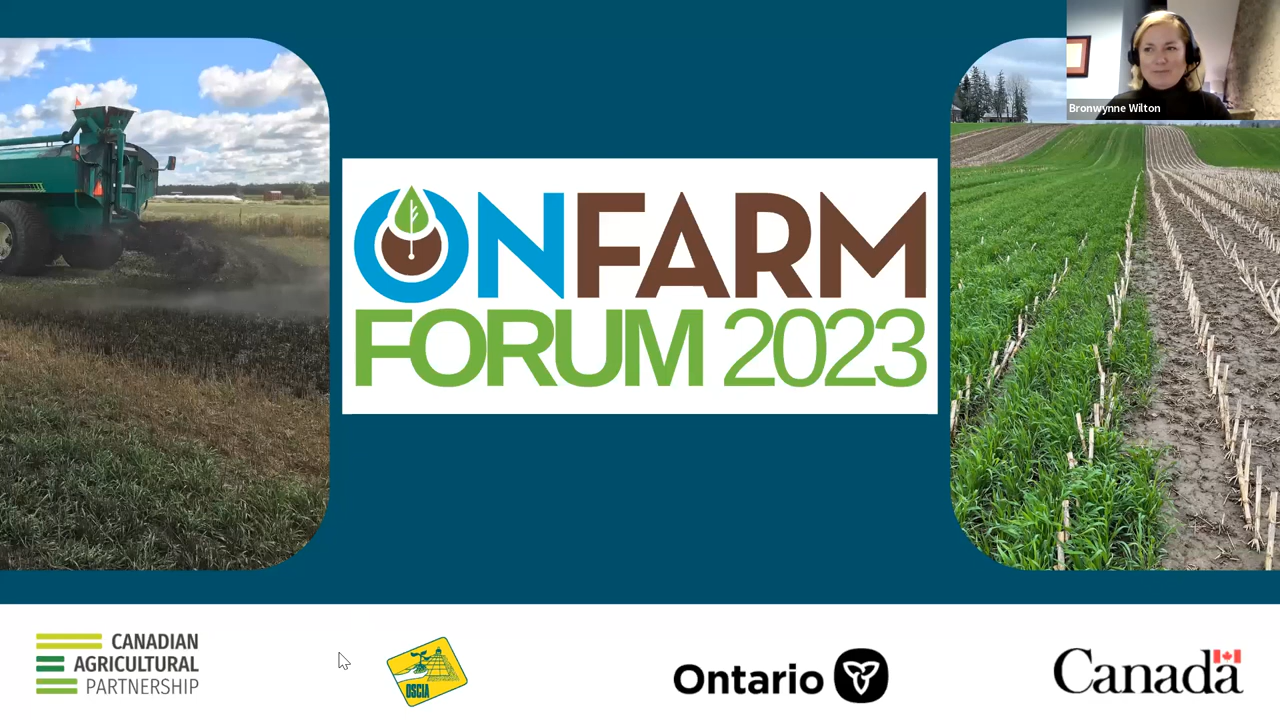 Bronwynne Wilton
ONFARM
FORUM 2023
CANADIAN
AGRICULTURAL
PARTNERSHIP
OSCIA
Ontario
Canada